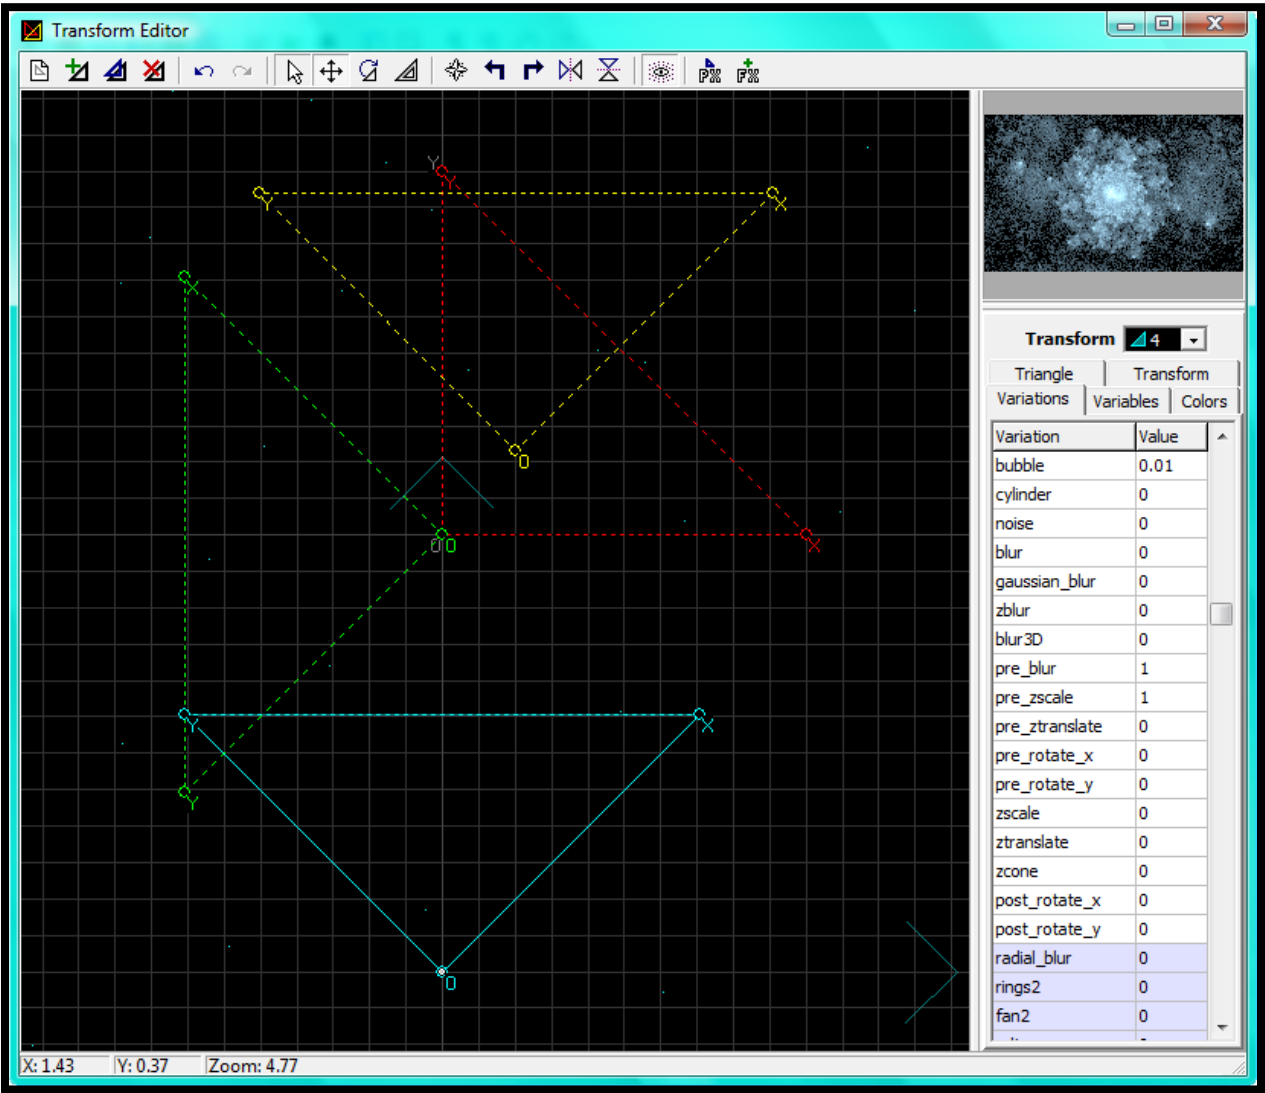 Transform Editor
Y
Y
Y
X
X
O
O
O
X
Y
X
Y
O
Transform 4
Triangle Transform
Variations Variables Colors
Variation Value
bubble 0.01
cylinder 0
noise 0
blur 0
gaussian_blur 0
zblur 0
blur3D 0
pre_blur 1
pre_zscale 1
pre_ztranslate 0
pre_rotate_x 0
pre_rotate_y 0
zscale 0
ztranslate 0
zcone 0
post_rotate_x 0
post_rotate_y 0
radial_blur 0
rings2 0
fan2 0
X: 1.43 Y: 0.37 Zoom: 4.77